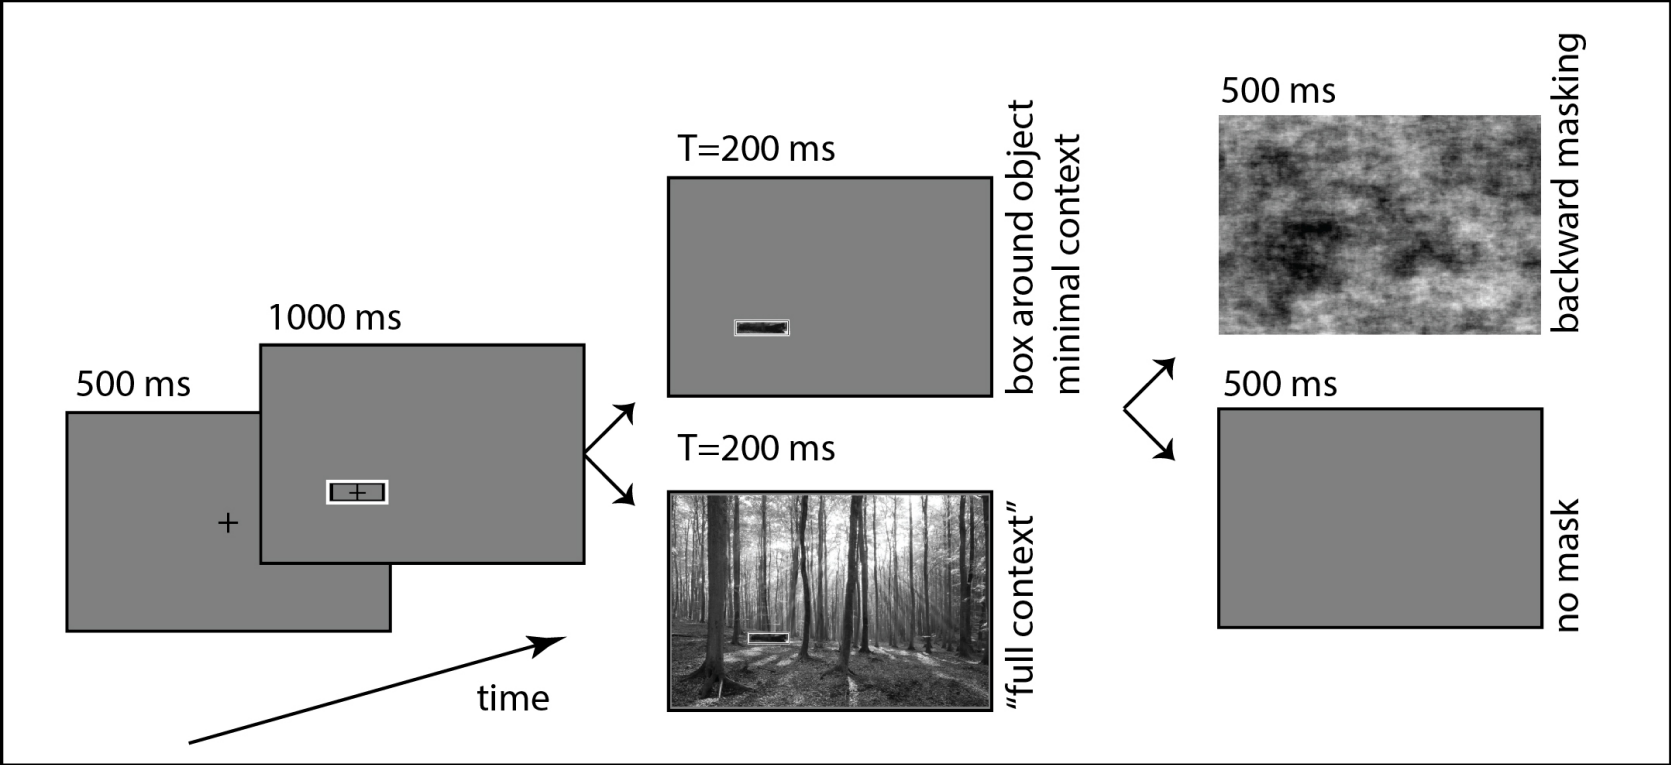 500 ms
1000 ms
time
T=200 ms
box around object
minimal context
T=200 ms
“full context”
500 ms
backward masking
500 ms
no mask